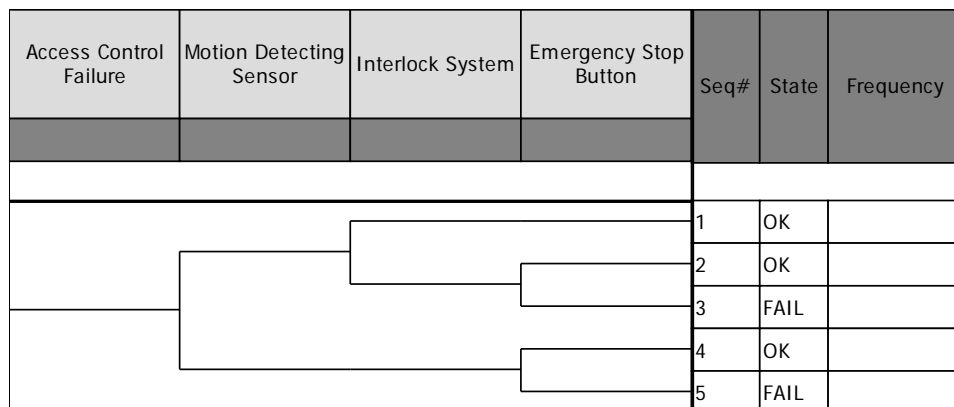 Access Control
Failure
Motion Detecting
Sensor
Interlock System
Emergency Stop
Button
Seq#
State
Frequency
1
OK
2
OK
3
FAIL
4
OK
5
FAIL